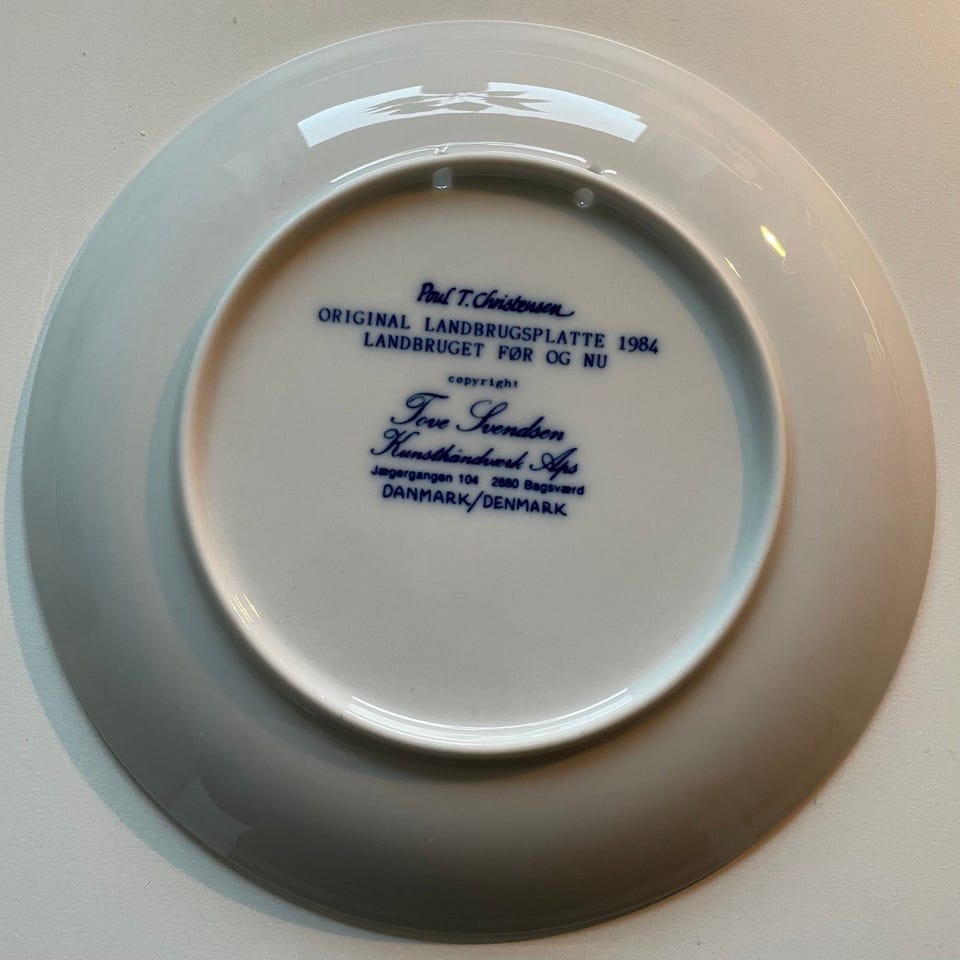 Poul T. Christensen
ORIGINAL LANDBRUGSPLATTE 1984
LANDBRUGET FØR OG NU
copyright
Tove Svendsen
Kunsthåndværk Aps
Jægergangen 104 2880 Bagsværd
DANMARK/DENMARK